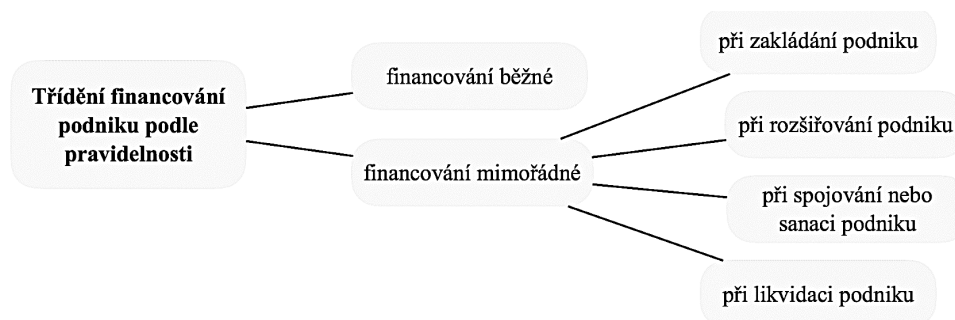 Třídění financování
podniku podle
pravidelnosti
financování běžné
financování mimořádné
při zakládání podniku
při rozšiřování podniku
při spojování nebo
sanaci podniku
při likvidaci podniku